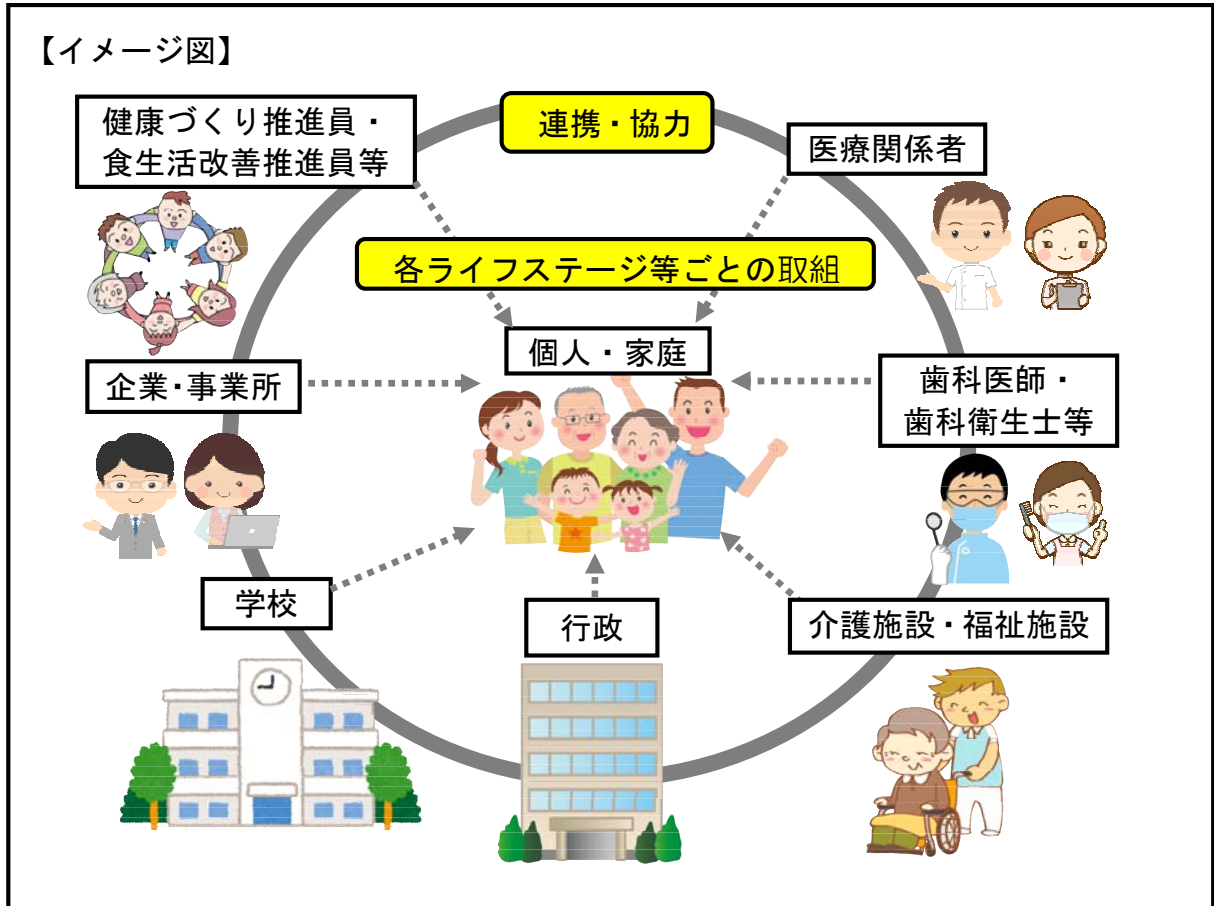 【イメージ図】
連携・協力
健康づくり推進員・
食生活改善推進員等
医療関係者
各ライフステージ等ごとの取組
個人・家庭
企業・事業所
歯科医師・
歯科衛生士等
学校
行政
介護施設・福祉施設